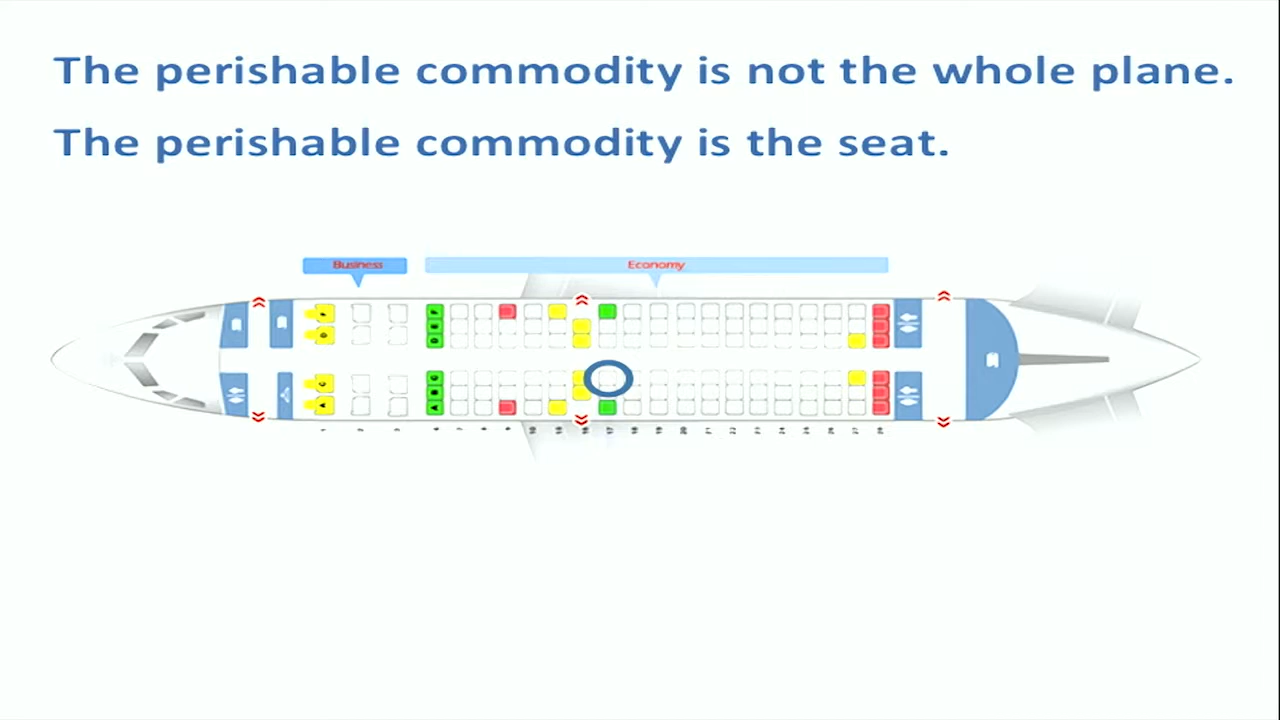 The perishable commodity is not the whole plane.
The perishable commodity is the seat.
Business
Economy